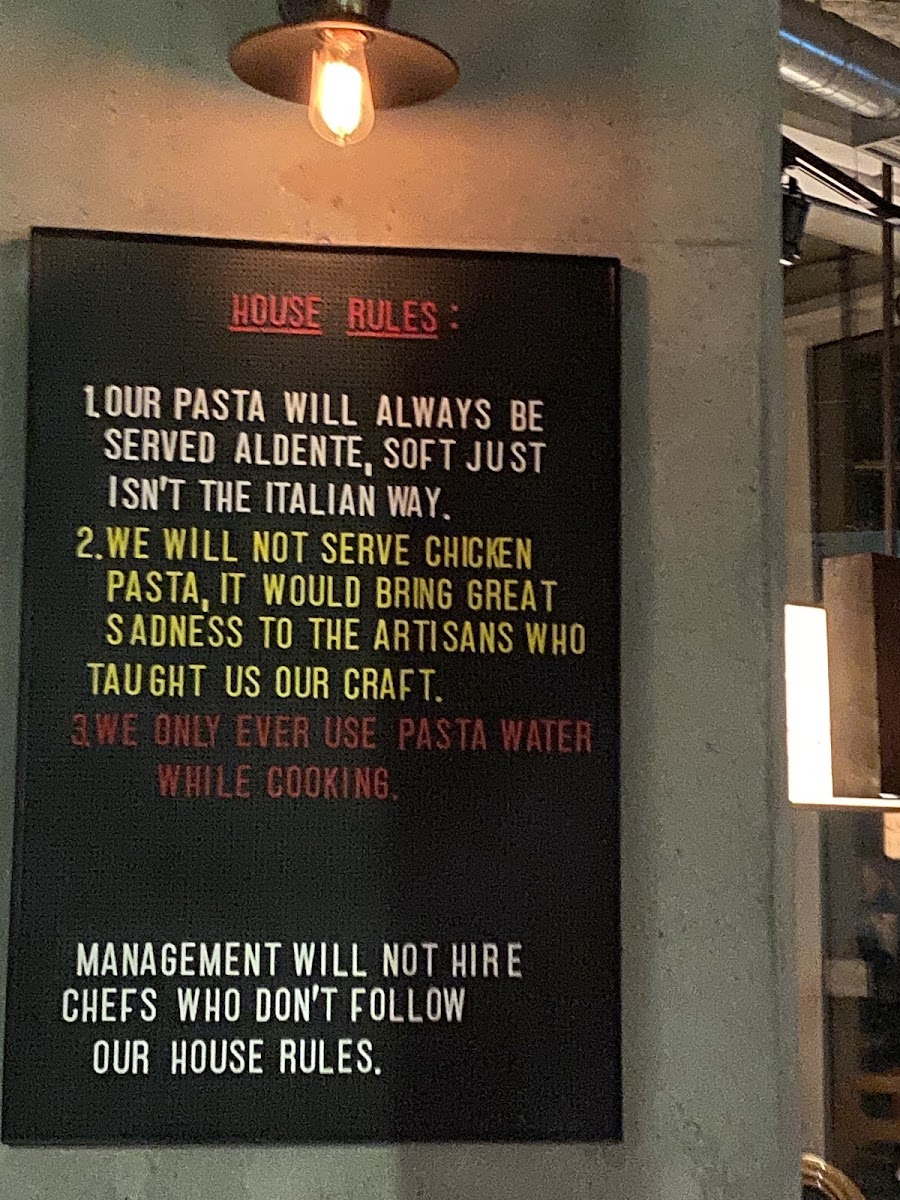 HOUSE RULES:
1.OUR PASTA WILL ALWAYS BE
SERVED ALDENTE, SOFT JUST
ISN'T THE ITALIAN WAY.
2.WE WILL NOT SERVE CHICKEN
PASTA, IT WOULD BRING GREAT
SADNESS TO THE ARTISANS WHO
TAUGHT US OUR CRAFT.
3.WE ONLY EVER USE PASTA WATER
WHILE COOKING.
MANAGEMENT WILL NOT HIRE
CHEFS WHO DON'T FOLLOW
OUR HOUSE RULES.